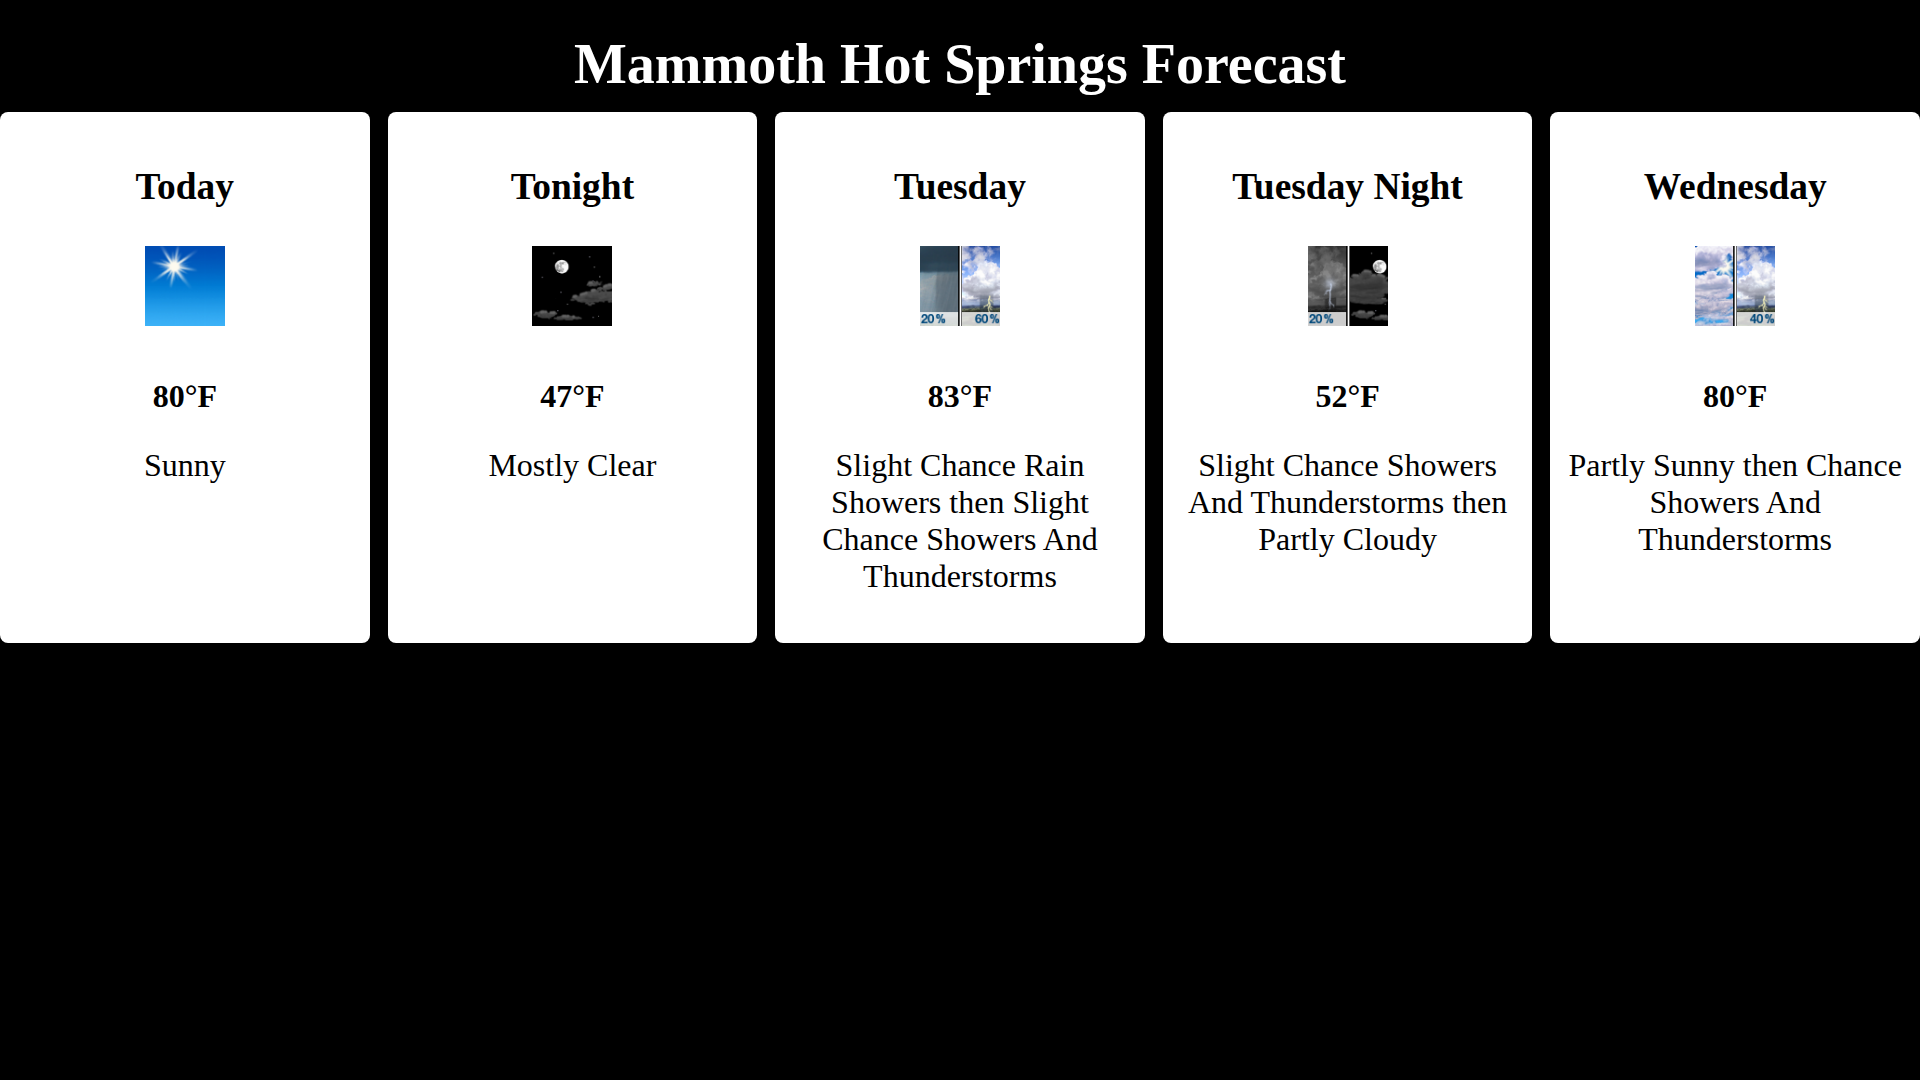 Mammoth Hot Springs Forecast
Today
80°F
Sunny
Tonight
47°F
Mostly Clear
Tuesday
20%
60%
83°F
Slight Chance Rain
Showers then Slight
Chance Showers And
Thunderstorms
Tuesday Night
20%
52°F
Slight Chance Showers
And Thunderstorms then
Partly Cloudy
Wednesday
40%
80°F
Partly Sunny then Chance
Showers And
Thunderstorms